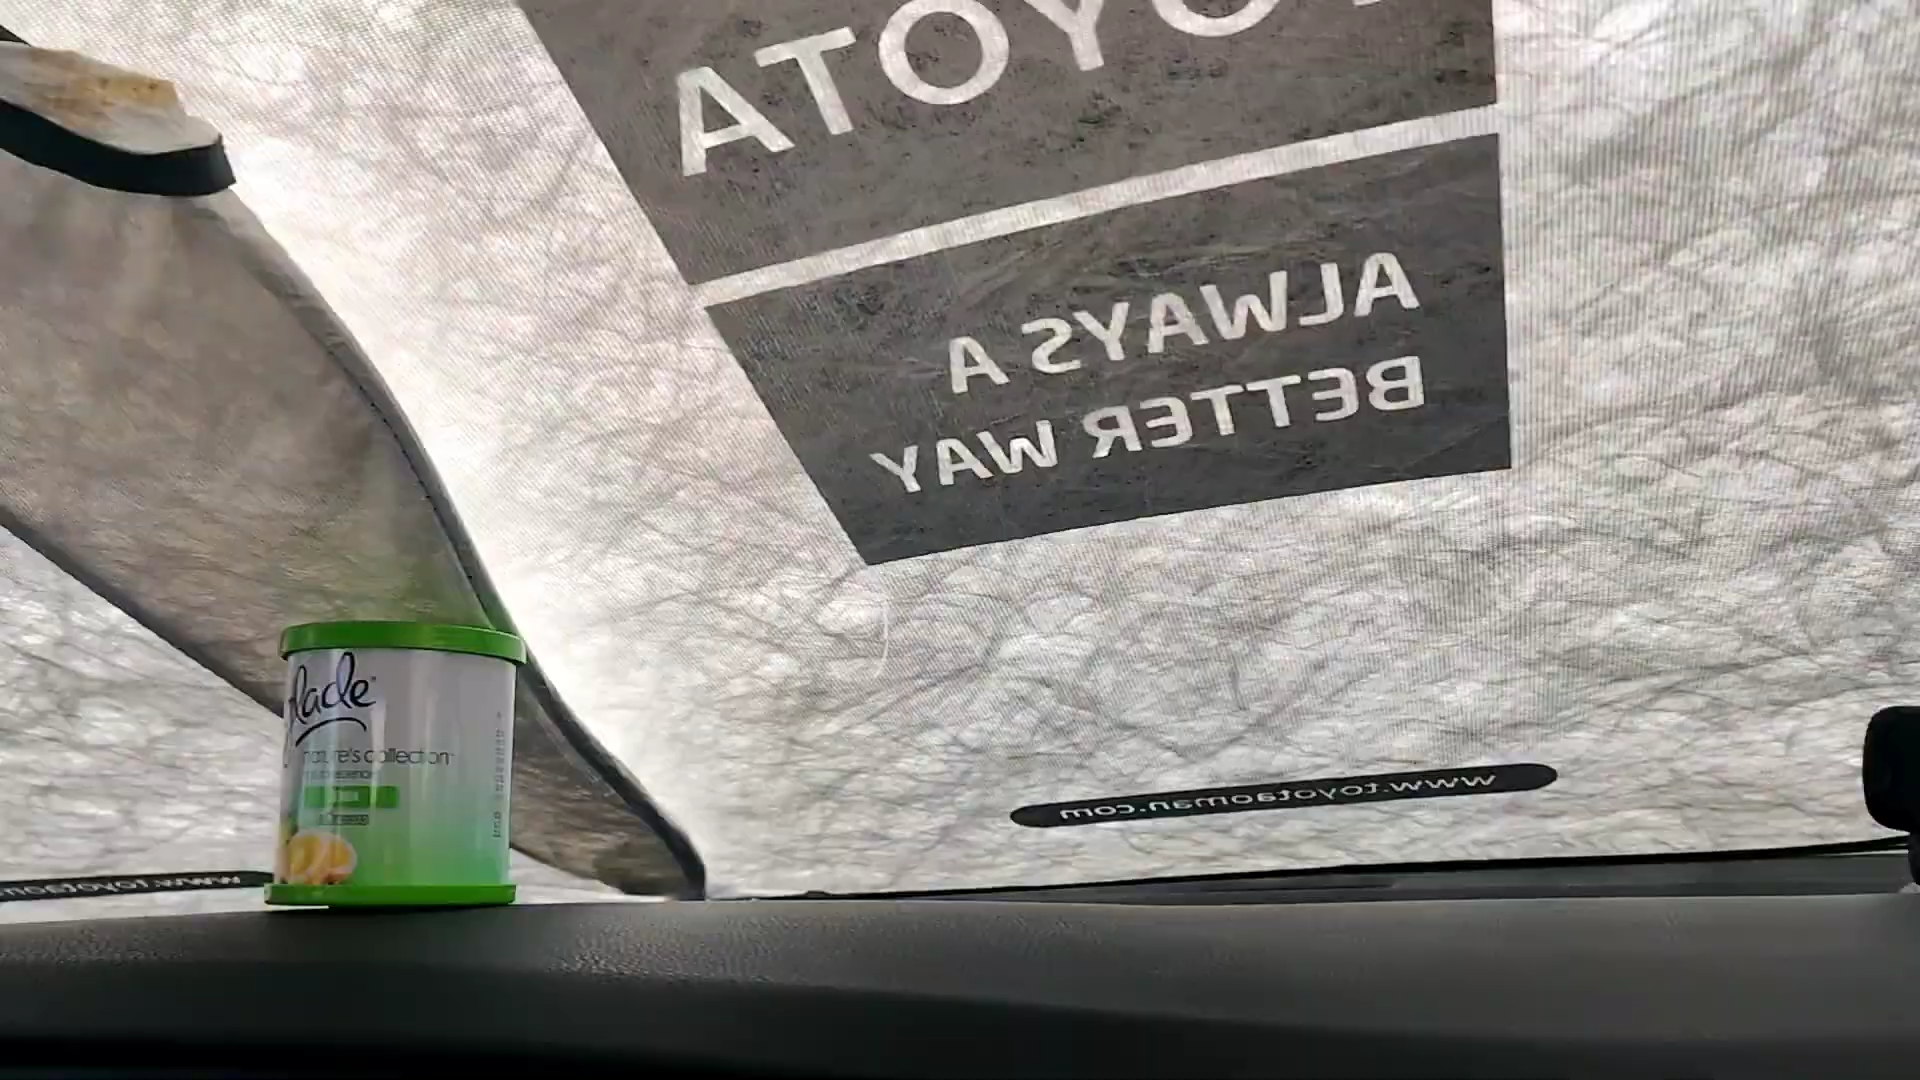 TOYOTA
ALWAYS A
BETTER WAY
www.toyotaoman.com
glade
nature's collection